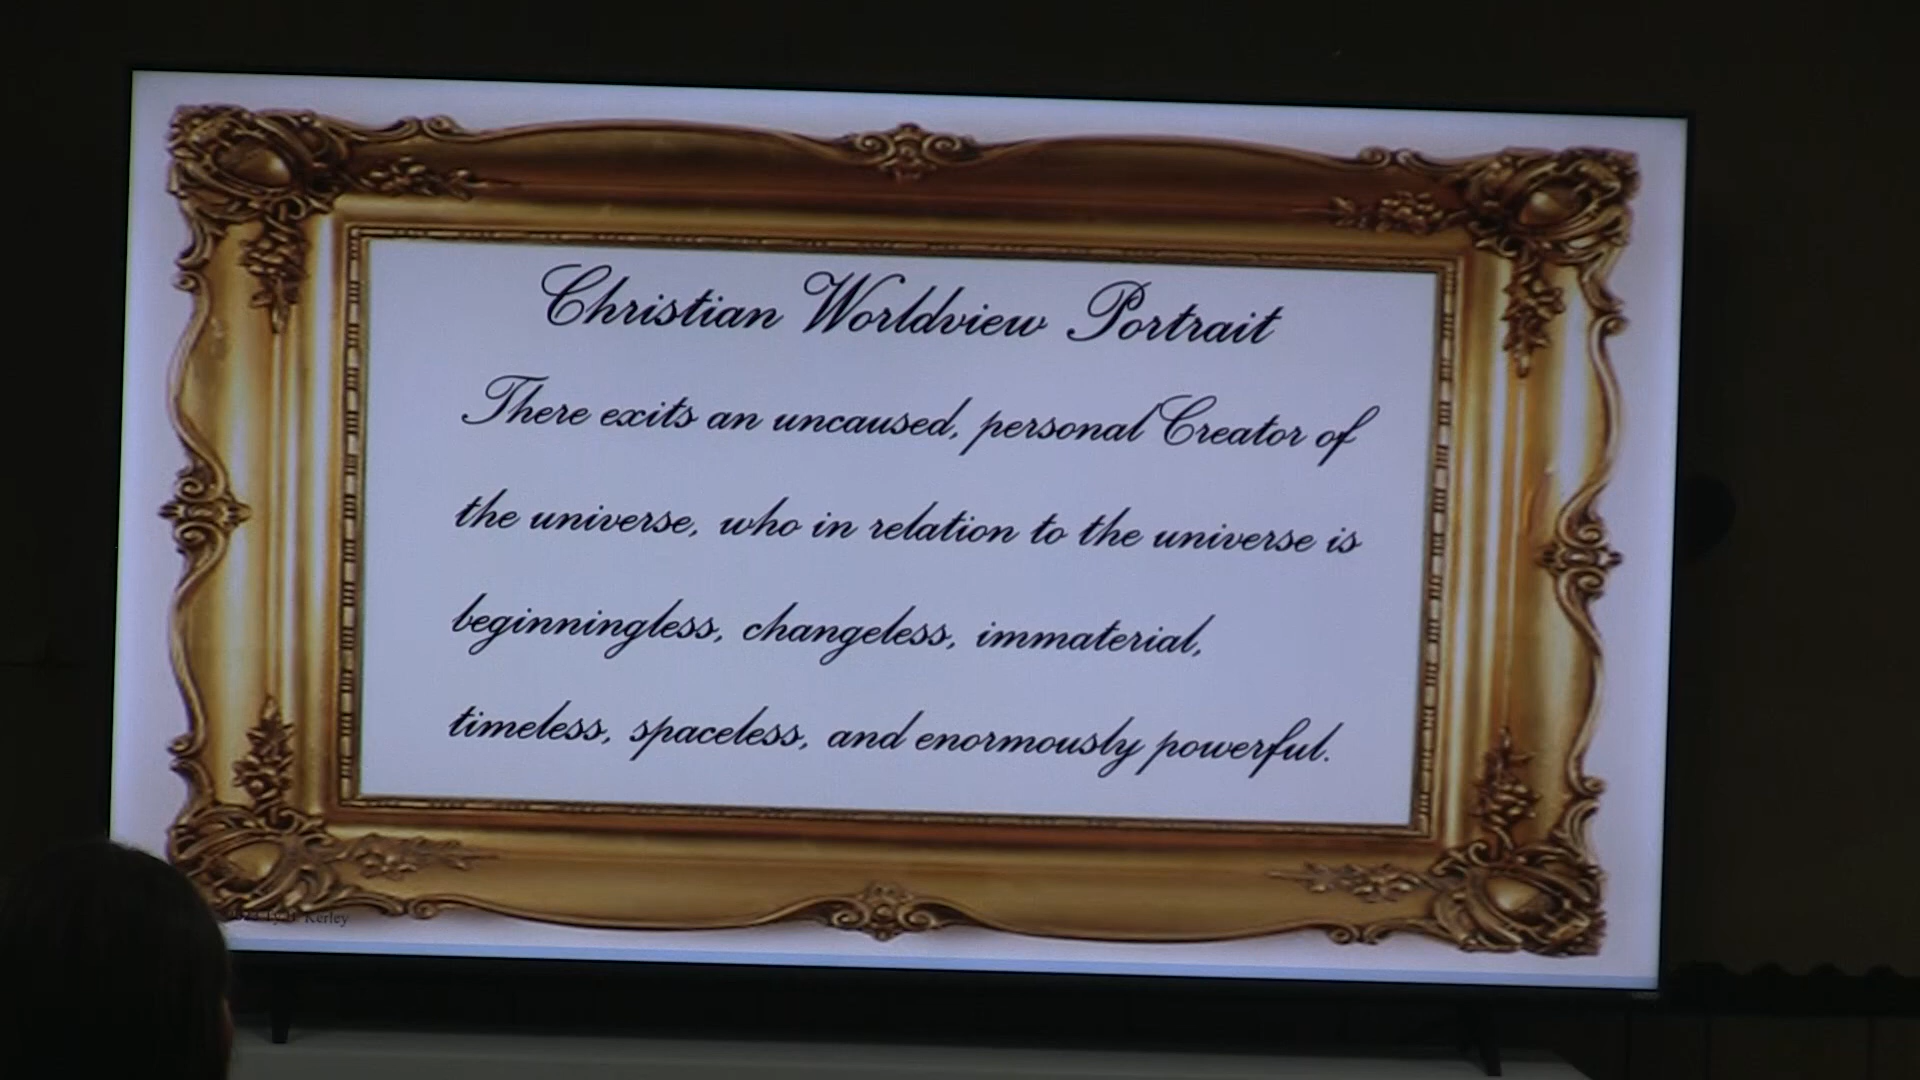 Christian Worldview Portrait
There exits an uncaused, personal Creator of
the universe, who in relation to the universe is
beginningless, changeless, immaterial,
timeless, spaceless, and enormously powerful.
Kerley